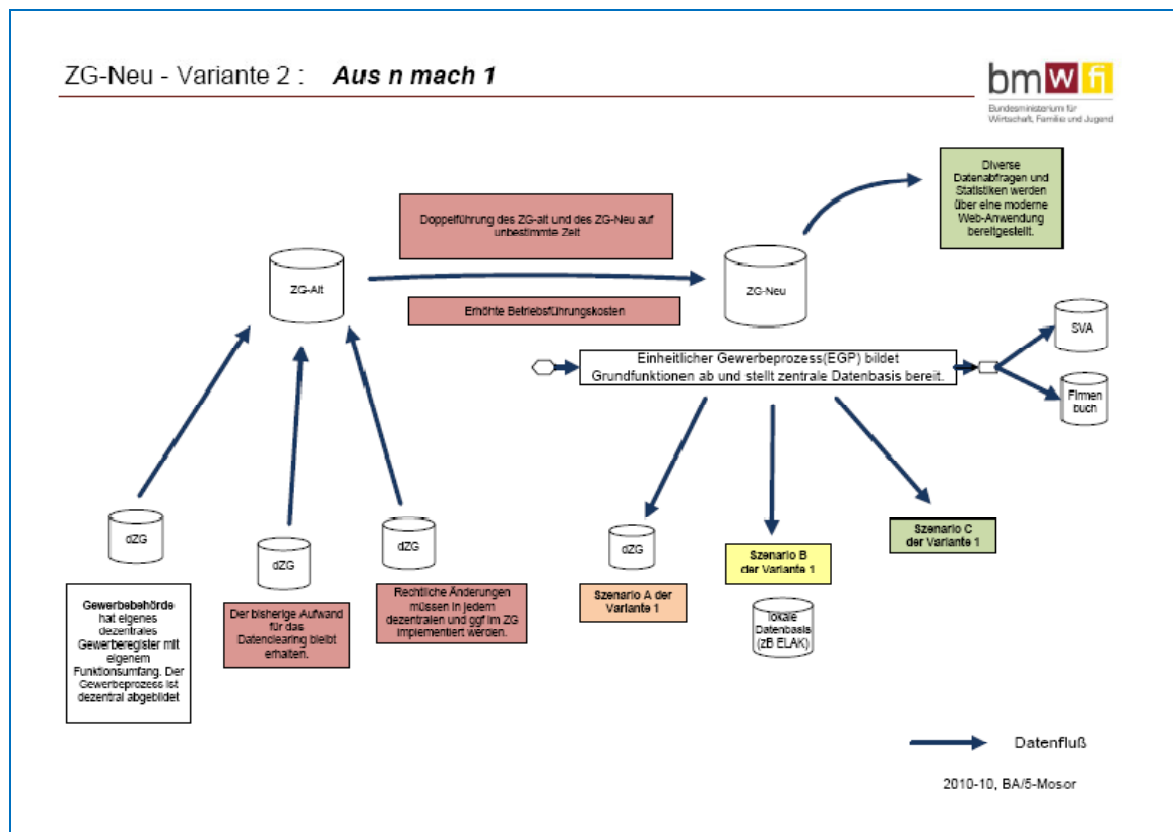 ZG-Neu - Variante 2 : Aus n mach 1
bmwfi
Bundesministerium für
Wirtschaft, Familie und Jugend
Diverse
Datenabfragen und
Statistiken werden
über eine moderne
Web-Anwendung
bereitgestellt.
Doppelführung des ZG-alt und des ZG-Neu auf
unbestimmte Zeit
ZG-Alt
ZG-Neu
Erhöhte Betriebsführungskosten
SVA
Einheitlicher Gewerbeprozess(EGP) bildet
Grundfunktionen ab und stellt zentrale Datenbasis bereit.
Firmen
buch
dZG
dZG
dZG
dZG
Szenario B
der Variante 1
Szenario C
der Variante 1
Gewerbebehörde
hat eigenes
dezentrales
Gewerberegister mit
eigenem
Funktionsumfang. Der
Gewerbeprozess ist
dezentral abgebildet
Der bisherige Aufwand
für das
Datenclearing bleibt
erhalten.
Rechtliche Änderungen
müssen in jedem
dezentralen und ggf im ZG
implementiert werden.
Szenario A der
Variante 1
lokale
Datenbasis
(zB ELAK)
Datenfluß
2010-10, BA/5-Mosor